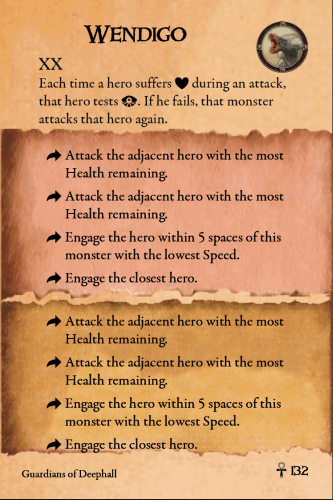 WENDIGO
XX
Each time a hero suffers ♥ during an attack,
that hero tests 👁. If he fails, that monster
attacks that hero again.
Attack the adjacent hero with the most
Health remaining.
Attack the adjacent hero with the most
Health remaining.
Engage the hero within 5 spaces of this
monster with the lowest Speed.
Engage the closest hero.
Attack the adjacent hero with the most
Health remaining.
Attack the adjacent hero with the most
Health remaining.
Engage the hero within 5 spaces of this
monster with the lowest Speed.
Engage the closest hero.
Guardians of Deephall
☥ 132